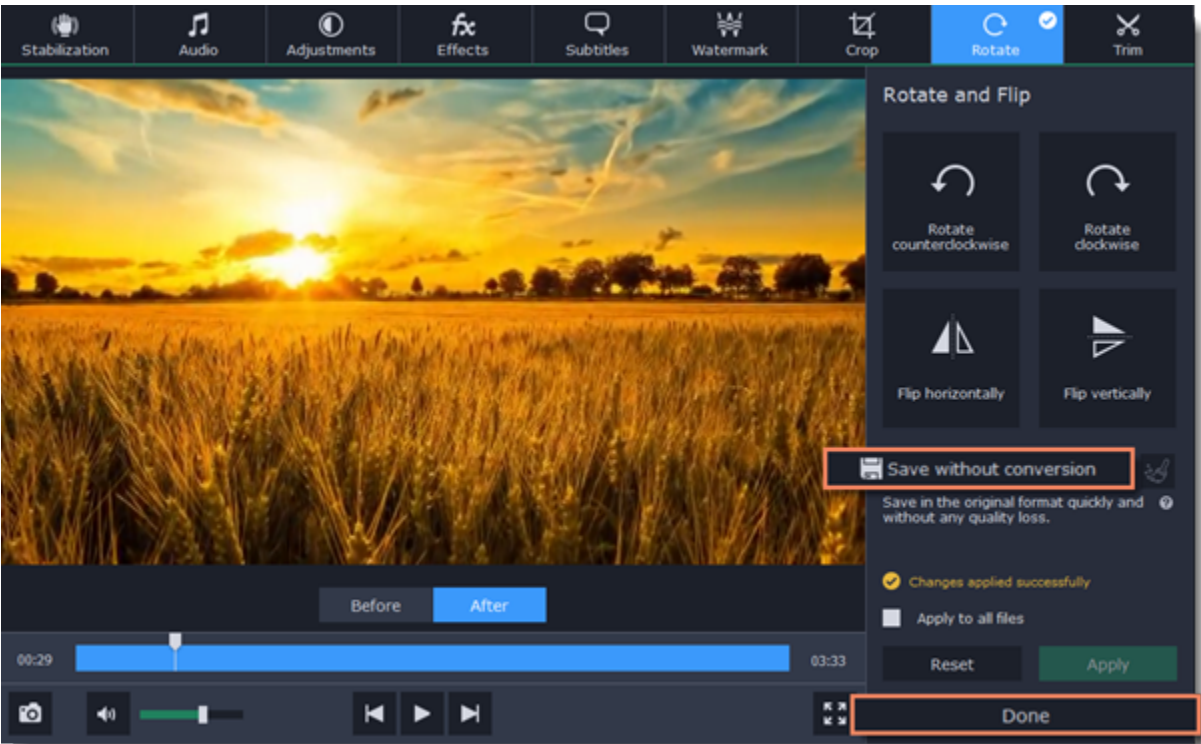 Stabilization
Audio
Adjustments
fx
Effects
Subtitles
Watermark
Crop
Rotate
Trim
Rotate and Flip
Rotate
counterclockwise
Rotate
clockwise
Flip horizontally
Flip vertically
Save without conversion
Save in the original format quickly and
without any quality loss.
?
Changes applied successfully
Before
After
Apply to all files
00:29
03:33
Reset
Apply
Done